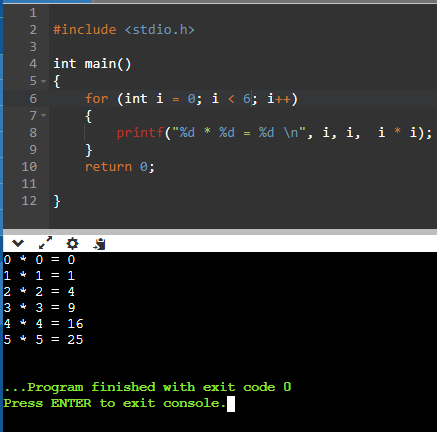 1
2 #include <stdio.h>
3
4 int main()
5 {
6 for (int i = 0; i < 6; i++)
7 {
8 printf("%d * %d = %d \n", i, i,  i * i);
9 }
10 return 0;
11
12 }
0 * 0 = 0
1 * 1 = 1
2 * 2 = 4
3 * 3 = 9
4 * 4 = 16
5 * 5 = 25
...Program finished with exit code 0
Press ENTER to exit console.